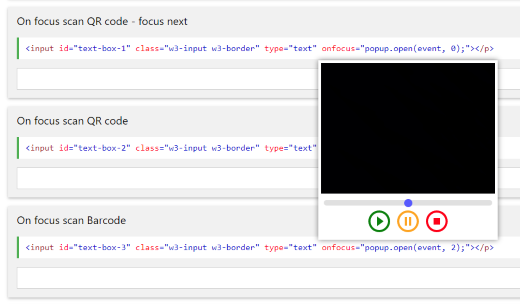 On focus scan QR code - focus next
<input id="text-box-1" class="w3-input w3-border" type="text" onfocus="popup.open(event, 0);"></p>
On focus scan QR code
<input id="text-box-2" class="w3-input w3-border" type="text"
On focus scan Barcode
<input id="text-box-3" class="w3-input w3-border" type="text" onfocus="popup.open(event, 2);"></p>